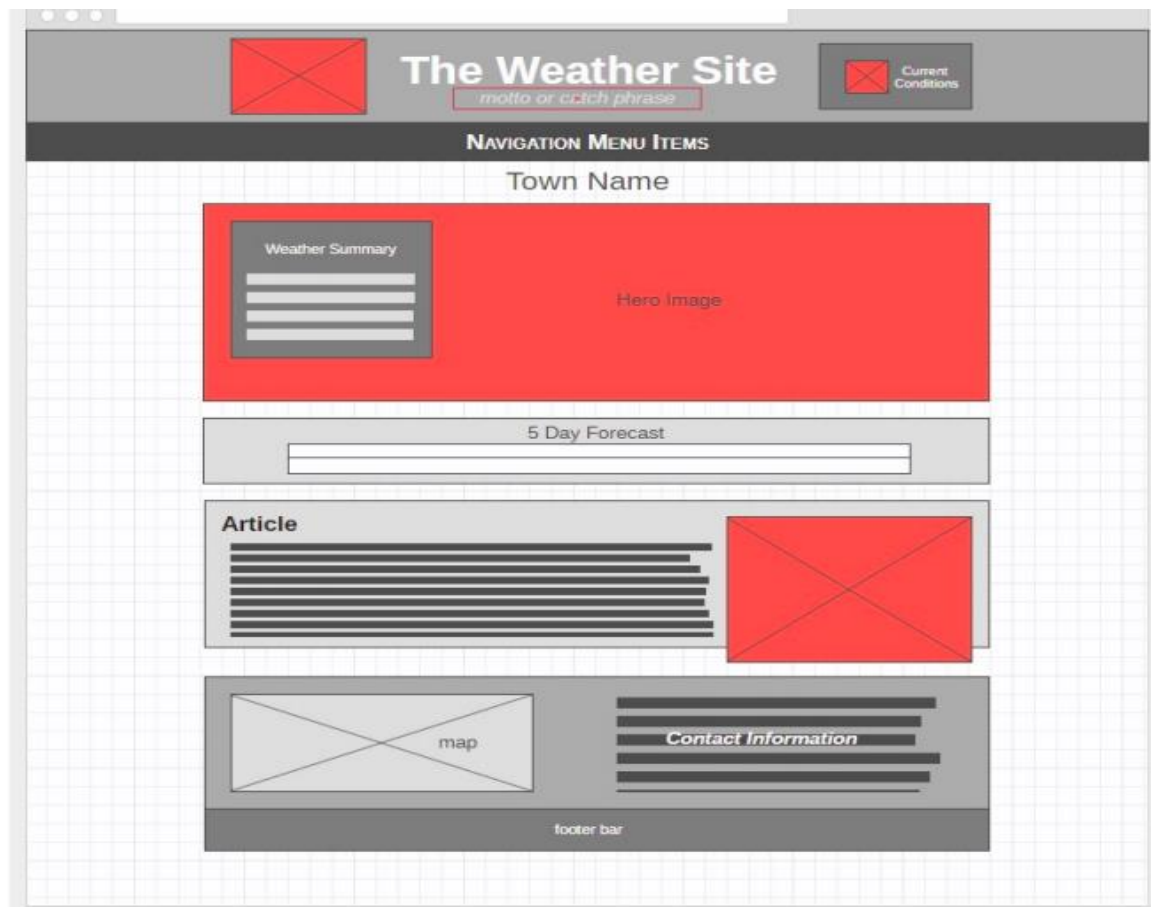 The Weather Site
motto or catch phrase
Current
Conditions
NAVIGATION MENU ITEMS
Town Name
Weather Summary
Hero Image
5 Day Forecast
Article
map
Contact Information
footer bar